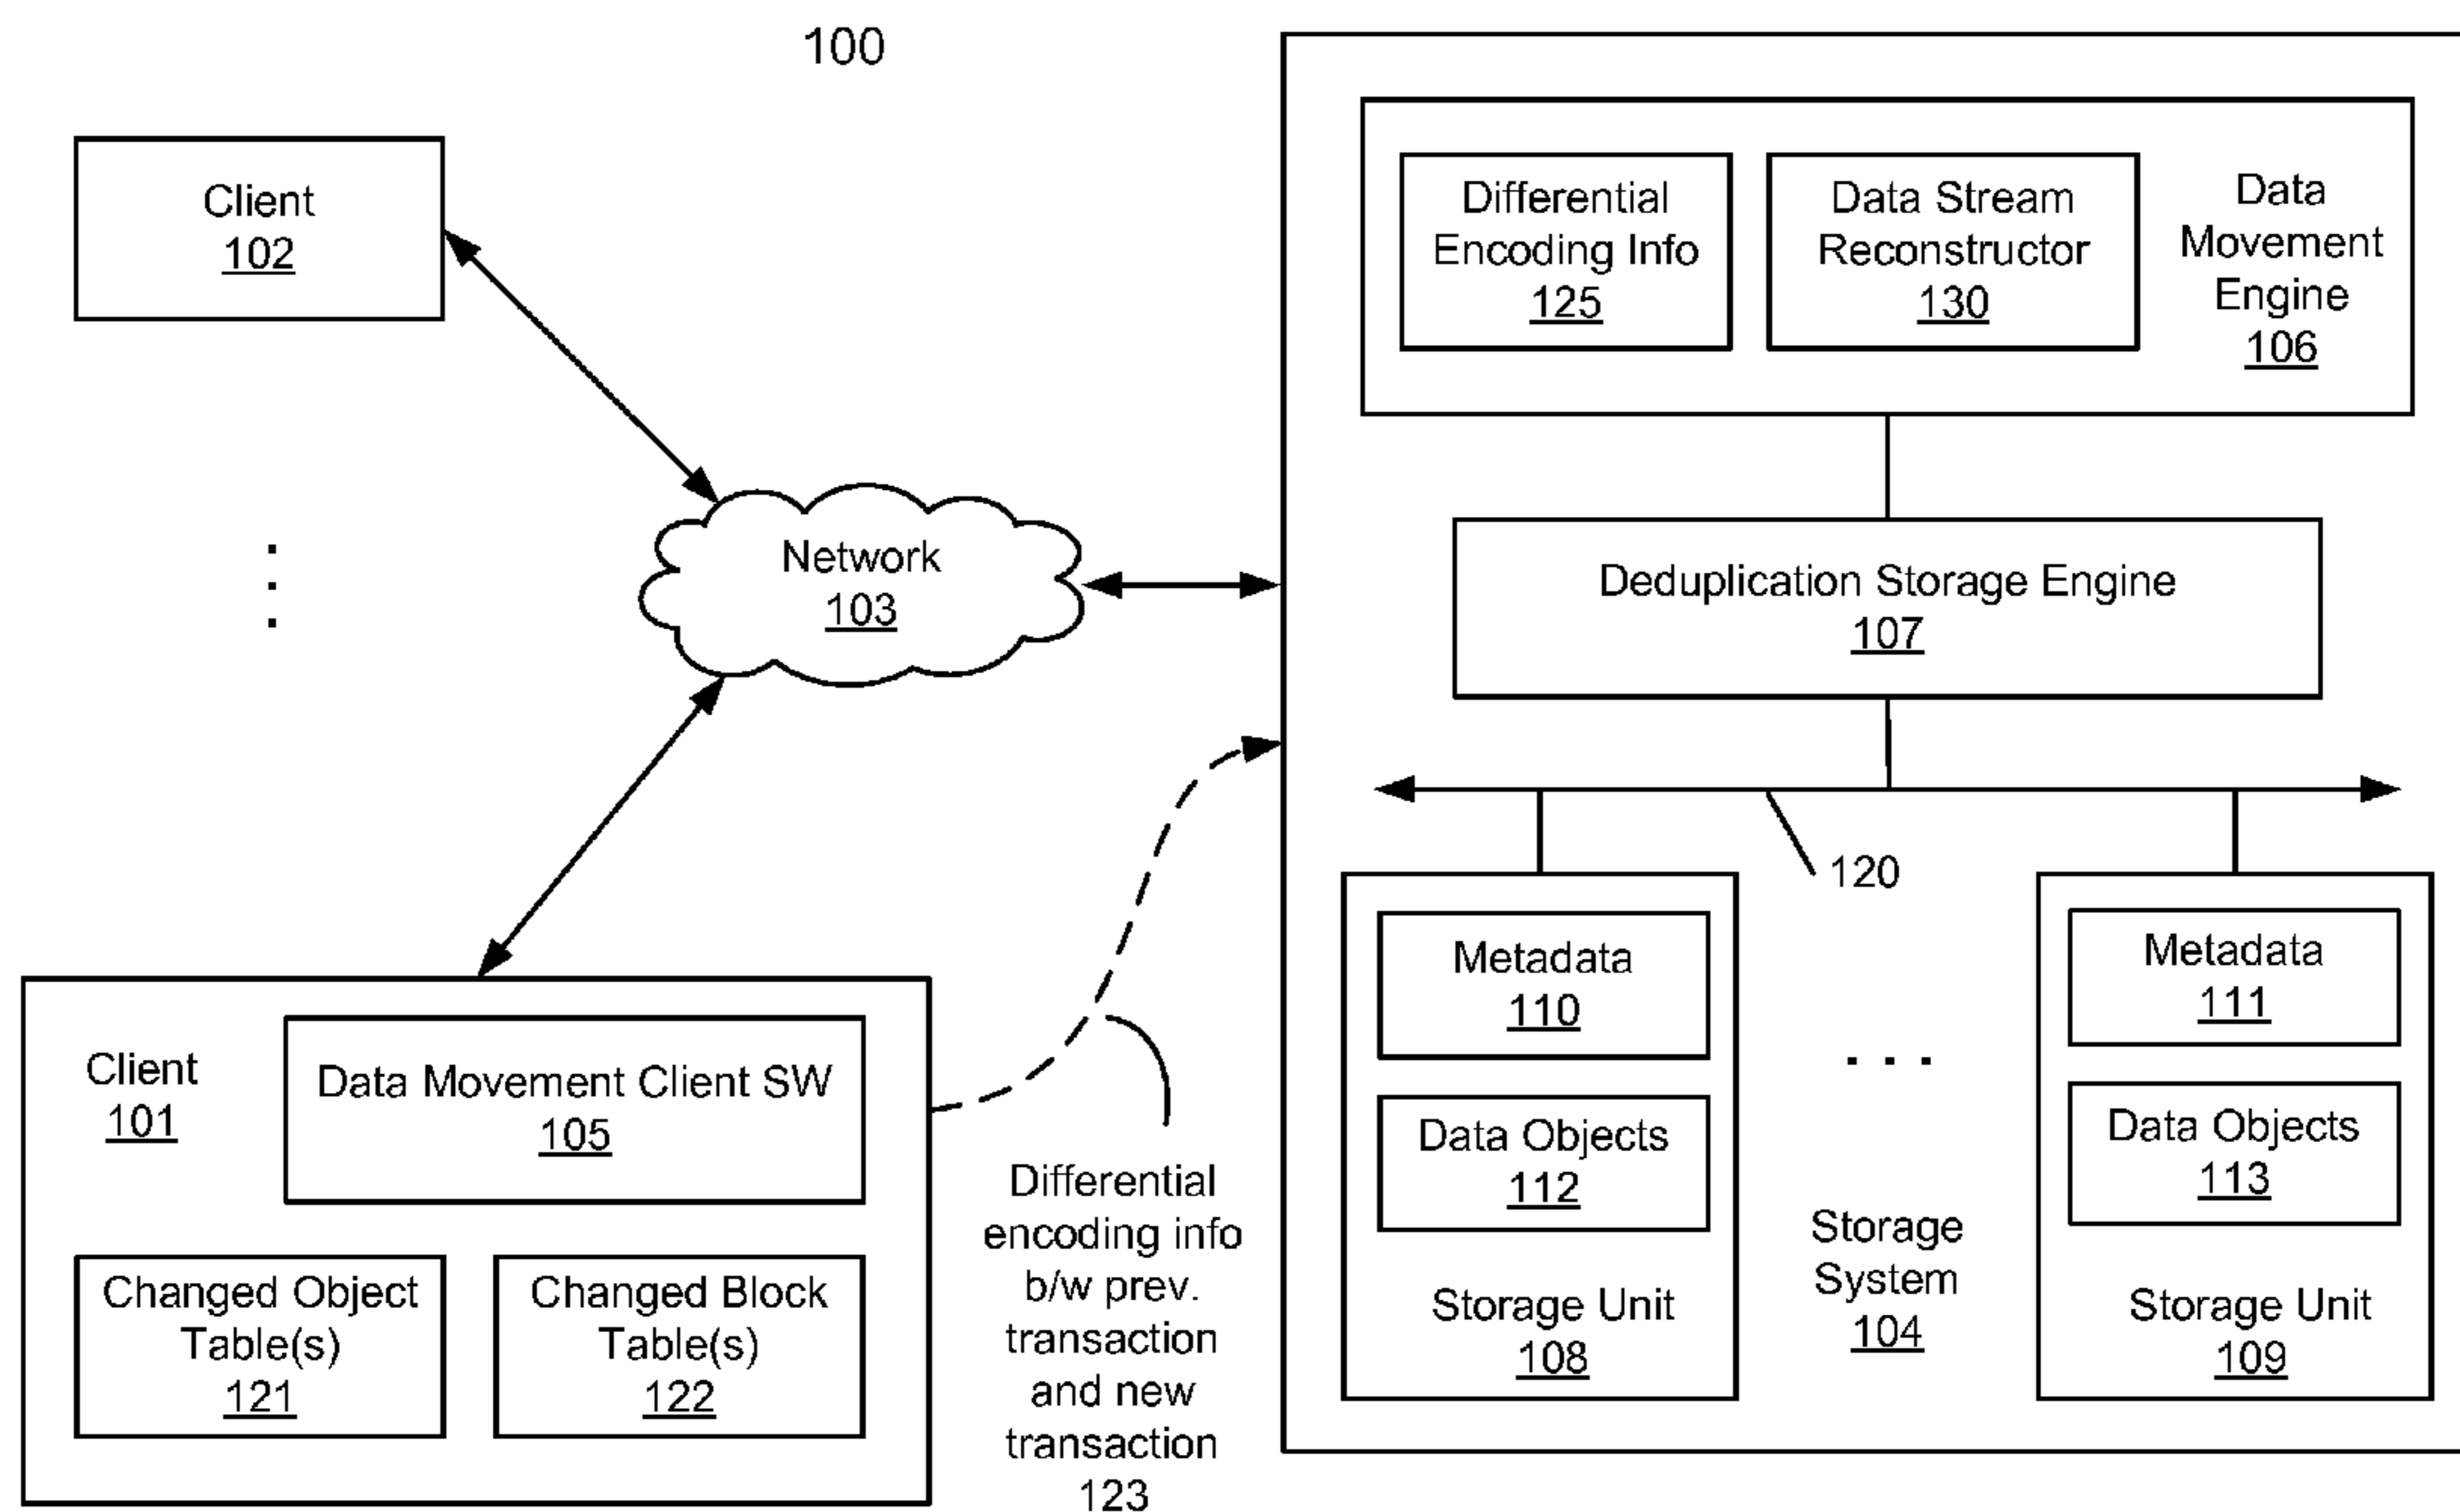 100
Client
102
Network
103
Client
101
Data Movement Client SW
105
Changed Object
Table(s)
121
Changed Block
Table(s)
122
Differential
encoding info
b/w prev.
transaction
and new
transaction
123
Differential
Encoding Info
125
Data Stream
Reconstructor
130
Data
Movement
Engine
106
Deduplication Storage Engine
107
120
Metadata
110
Data Objects
112
Storage Unit
108
. . .
Storage
System
104
Metadata
111
Data Objects
113
Storage Unit
109